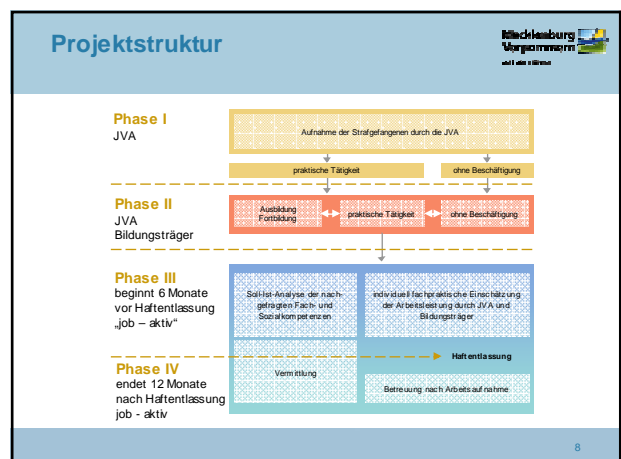 Projektstruktur
Mecklenburg
Vorpommern
Phase I
JVA
Aufnahme der Strafgefangenen durch die JVA
praktische Tätigkeit
ohne Beschäftigung
Phase II
JVA
Bildungsträger
Ausbildung
Fortbildung
praktische Tätigkeit
ohne Beschäftigung
Phase III
beginnt 6 Monate
vor Haftentlassung
„job – aktiv“
Soll-Ist-Analyse der nach-
gefragten Fach- und
Sozialkompetenzen
individuell fachpraktische Einschätzung
der Arbeitsleistung durch JVA und
Bildungsträger
Haftentlassung
Phase IV
endet 12 Monate
nach Haftentlassung
job - aktiv
Vermittlung
Betreuung nach Arbeitsaufnahme
8